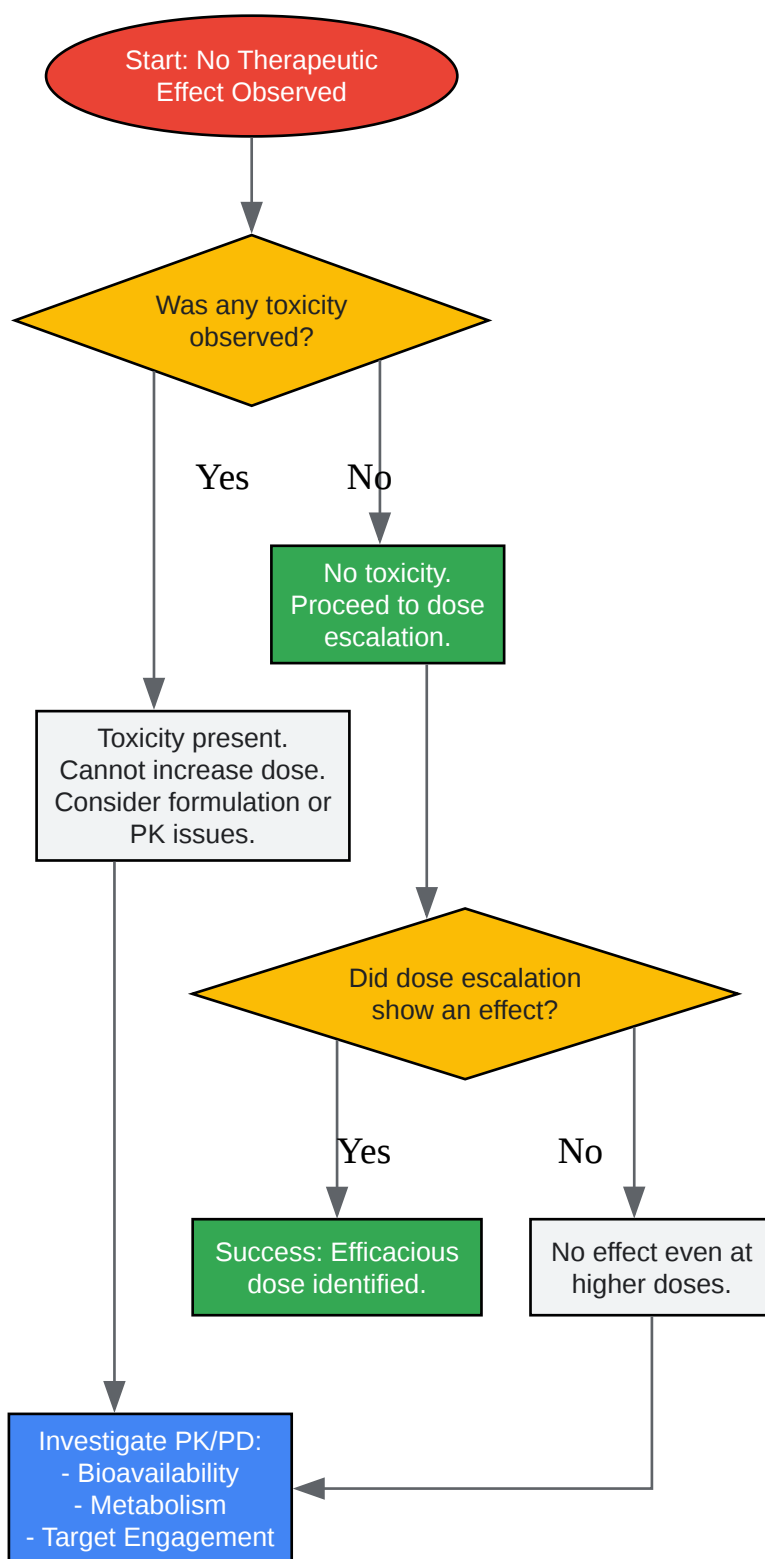 Start: No Therapeutic
Effect Observed
Was any toxicity
observed?
Yes
No
No toxicity.
Proceed to dose
escalation.
Toxicity present.
Cannot increase dose.
Consider formulation or
PK issues.
Did dose escalation
show an effect?
Yes
No
Success: Efficacious
dose identified.
No effect even at
higher doses.
Investigate PK/PD:
- Bioavailability
- Metabolism
- Target Engagement